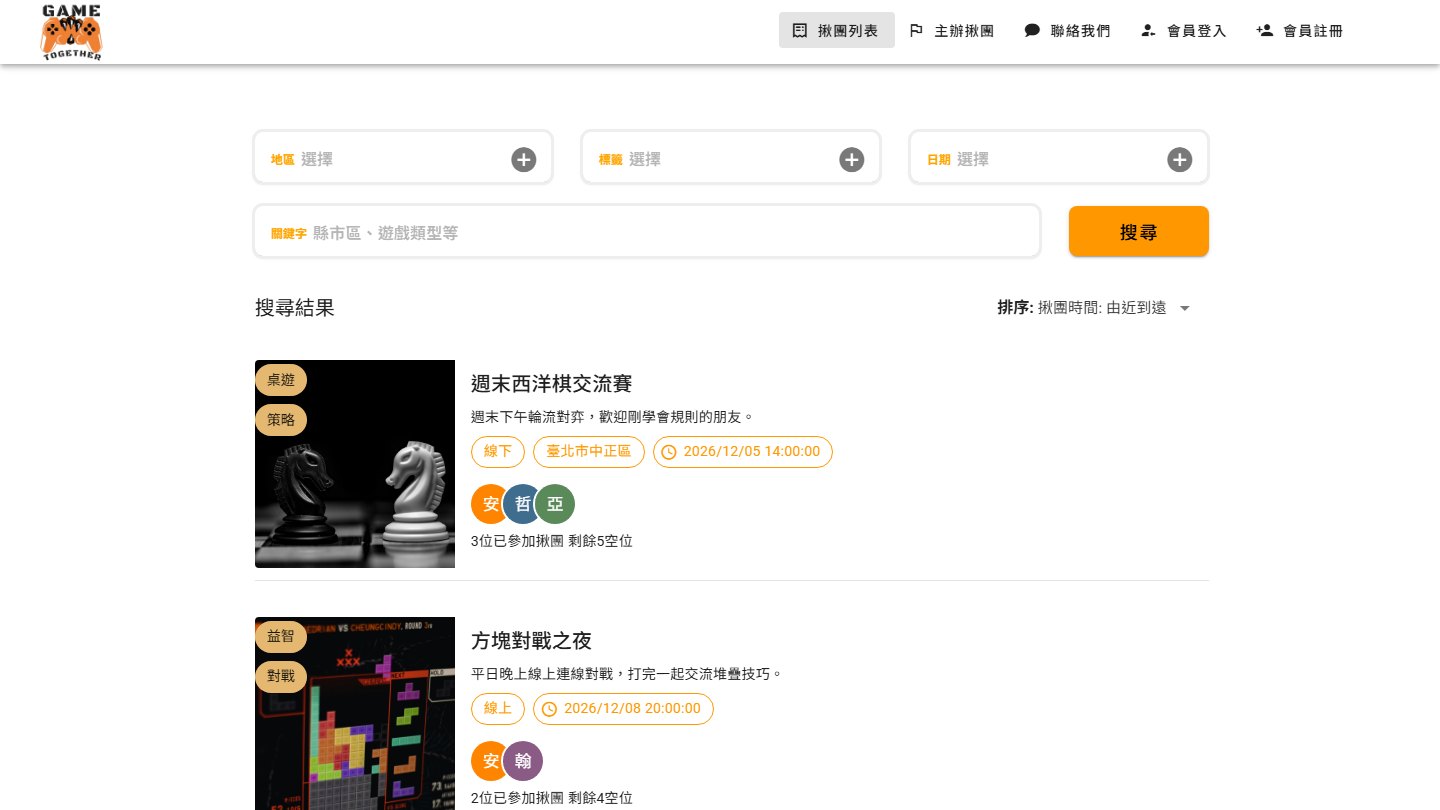 GAME
TOGETHER
揪團列表
主辦揪團
聯絡我們
會員登入
會員註冊
地區 選擇
標籤 選擇
日期 選擇
關鍵字 縣市區、遊戲類型等
搜尋
搜尋結果
排序: 揪團時間: 由近到遠
桌遊
策略
週末西洋棋交流賽
週末下午輪流對弈，歡迎剛學會規則的朋友。
線下
臺北市中正區
2026/12/05 14:00:00
安 哲 亞
3位已參加揪團 剩餘5空位
VS CHEUNGCINDY, ROUND
益智
對戰
NEXT
HOLD
方塊對戰之夜
平日晚上線上連線對戰，打完一起交流堆疊技巧。
線上
2026/12/08 20:00:00
安 翰
2位已參加揪團 剩餘4空位